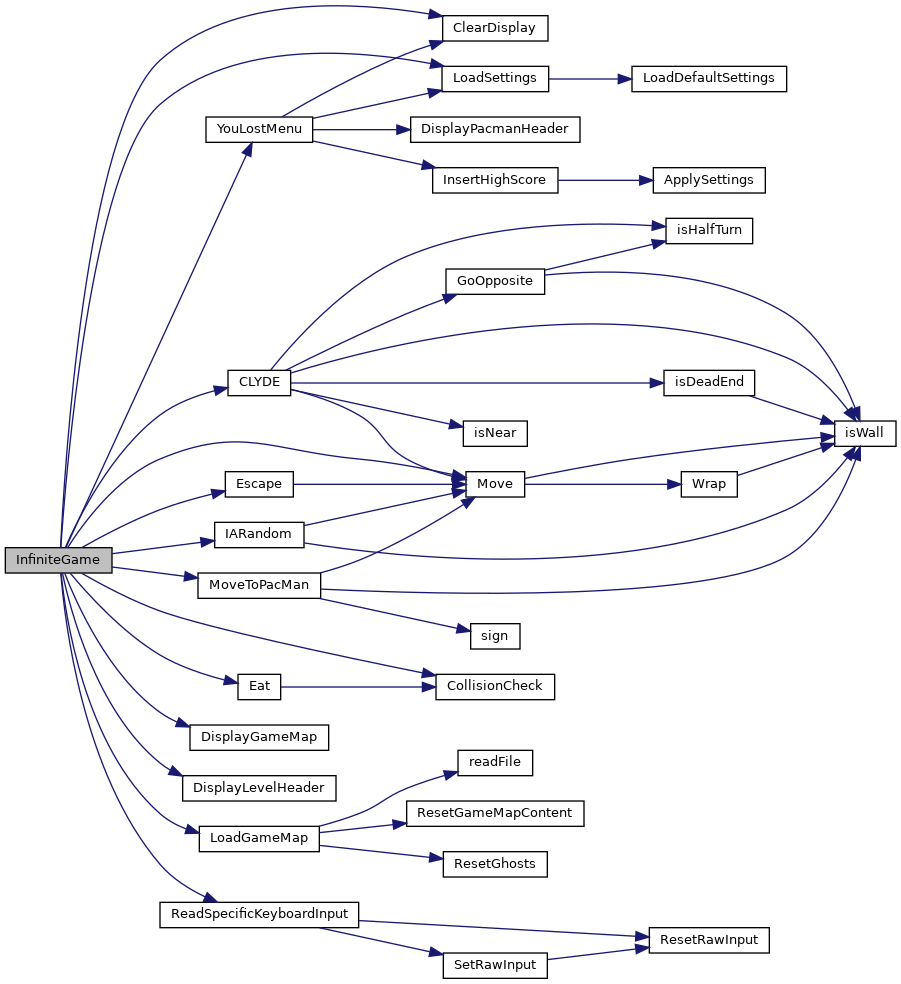 ClearDisplay
LoadSettings
LoadDefaultSettings
YouLostMenu
DisplayPacmanHeader
InsertHighScore
ApplySettings
isHalfTurn
GoOpposite
CLYDE
isDeadEnd
isNear
isWall
Escape
Move
Wrap
IARandom
InfiniteGame
MoveToPacMan
sign
Eat
CollisionCheck
DisplayGameMap
readFile
DisplayLevelHeader
ResetGameMapContent
LoadGameMap
ResetGhosts
ReadSpecificKeyboardInput
ResetRawInput
SetRawInput